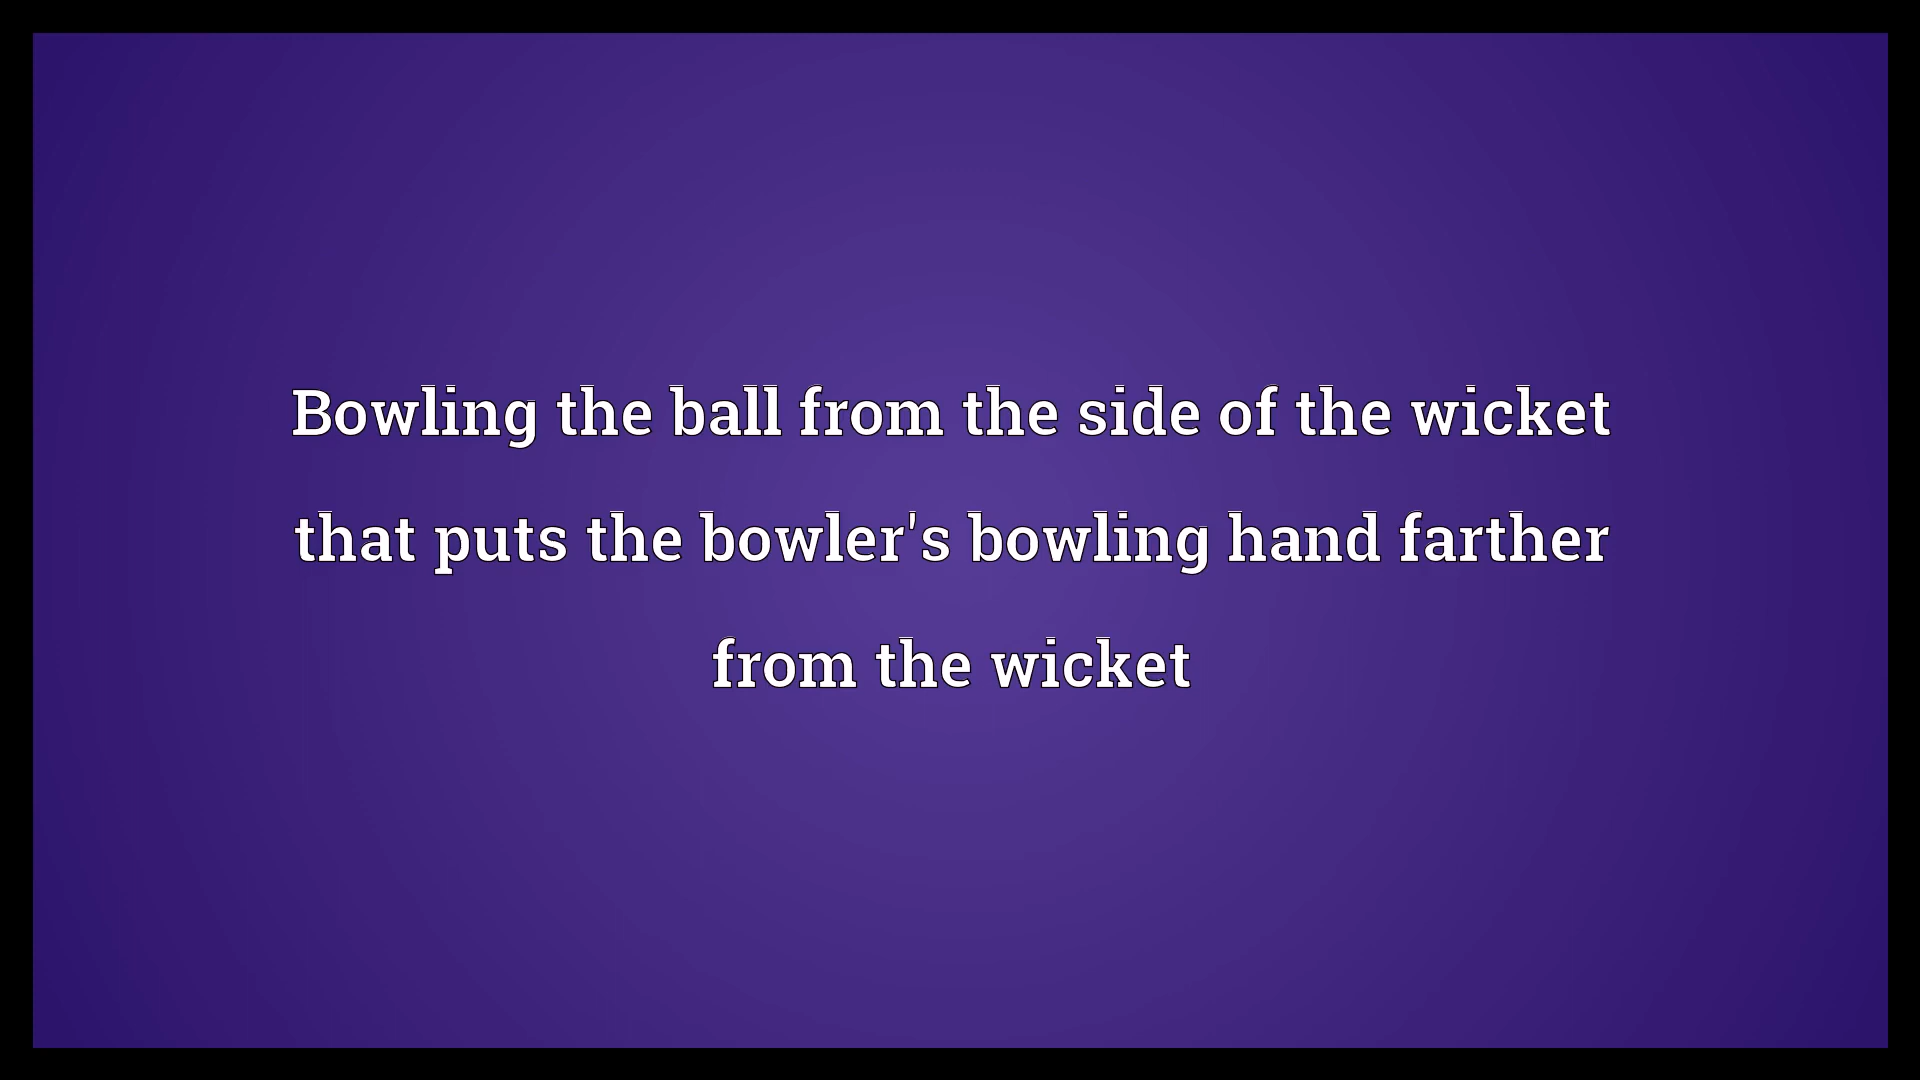 Bowling the ball from the side of the wicket
that puts the bowler's bowling hand farther
from the wicket